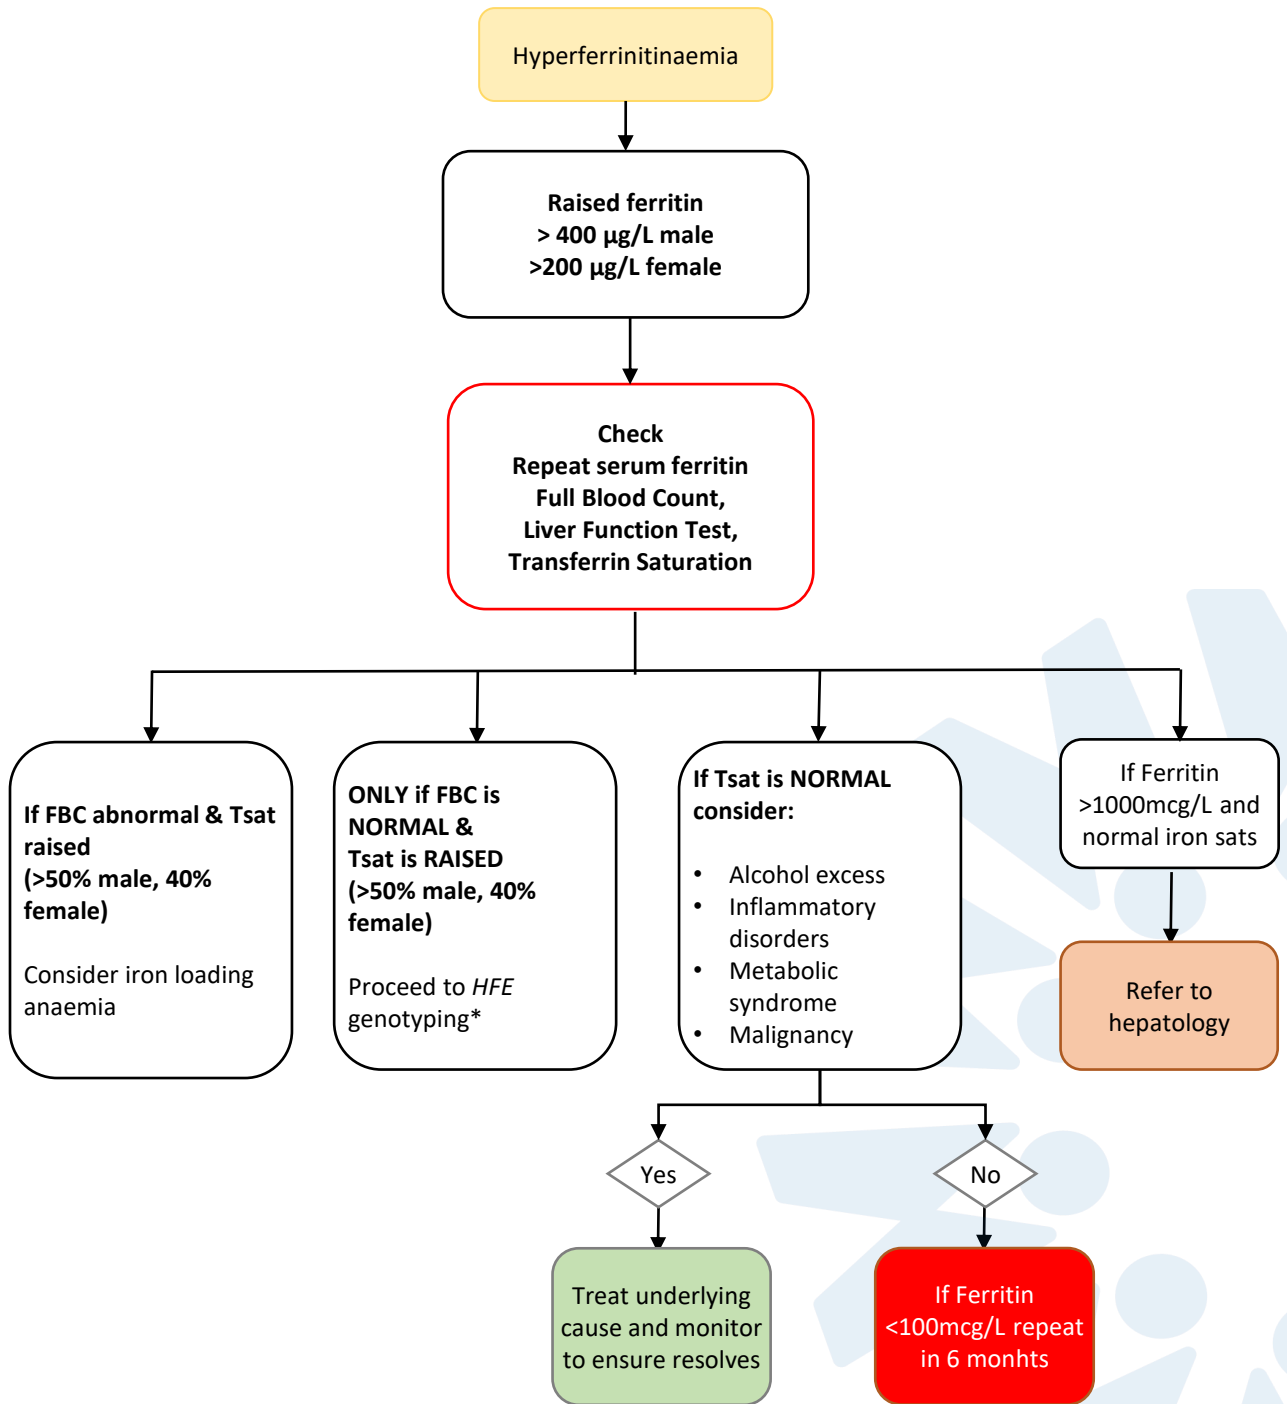 Hyperferrinitinaemia
Raised ferritin
> 400 µg/L male
>200 µg/L female
Check
Repeat serum ferritin
Full Blood Count,
Liver Function Test,
Transferrin Saturation
If FBC abnormal & Tsat
raised
(>50% male, 40%
female)
Consider iron loading
anaemia
ONLY if FBC is
NORMAL &
Tsat is RAISED
(>50% male, 40%
female)
Proceed to HFE
genotyping*
If Tsat is NORMAL
consider:
• Alcohol excess
• Inflammatory
disorders
• Metabolic
syndrome
• Malignancy
If Ferritin
>1000mcg/L and
normal iron sats
Refer to
hepatology
Yes
No
Treat underlying
cause and monitor
to ensure resolves
If Ferritin
<100mcg/L repeat
in 6 monhts